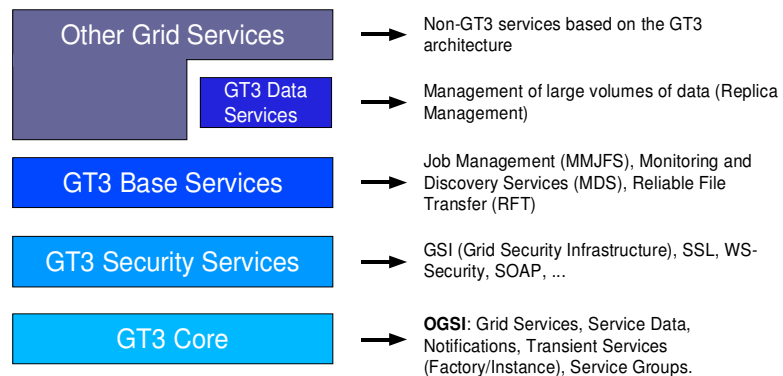 Other Grid Services
Non-GT3 services based on the GT3
architecture
GT3 Data
Services
Management of large volumes of data (Replica
Management)
GT3 Base Services
Job Management (MMJFS), Monitoring and
Discovery Services (MDS), Reliable File
Transfer (RFT)
GT3 Security Services
GSI (Grid Security Infrastructure), SSL, WS-
Security, SOAP, ...
GT3 Core
OGSI: Grid Services, Service Data,
Notifications, Transient Services
(Factory/Instance), Service Groups.